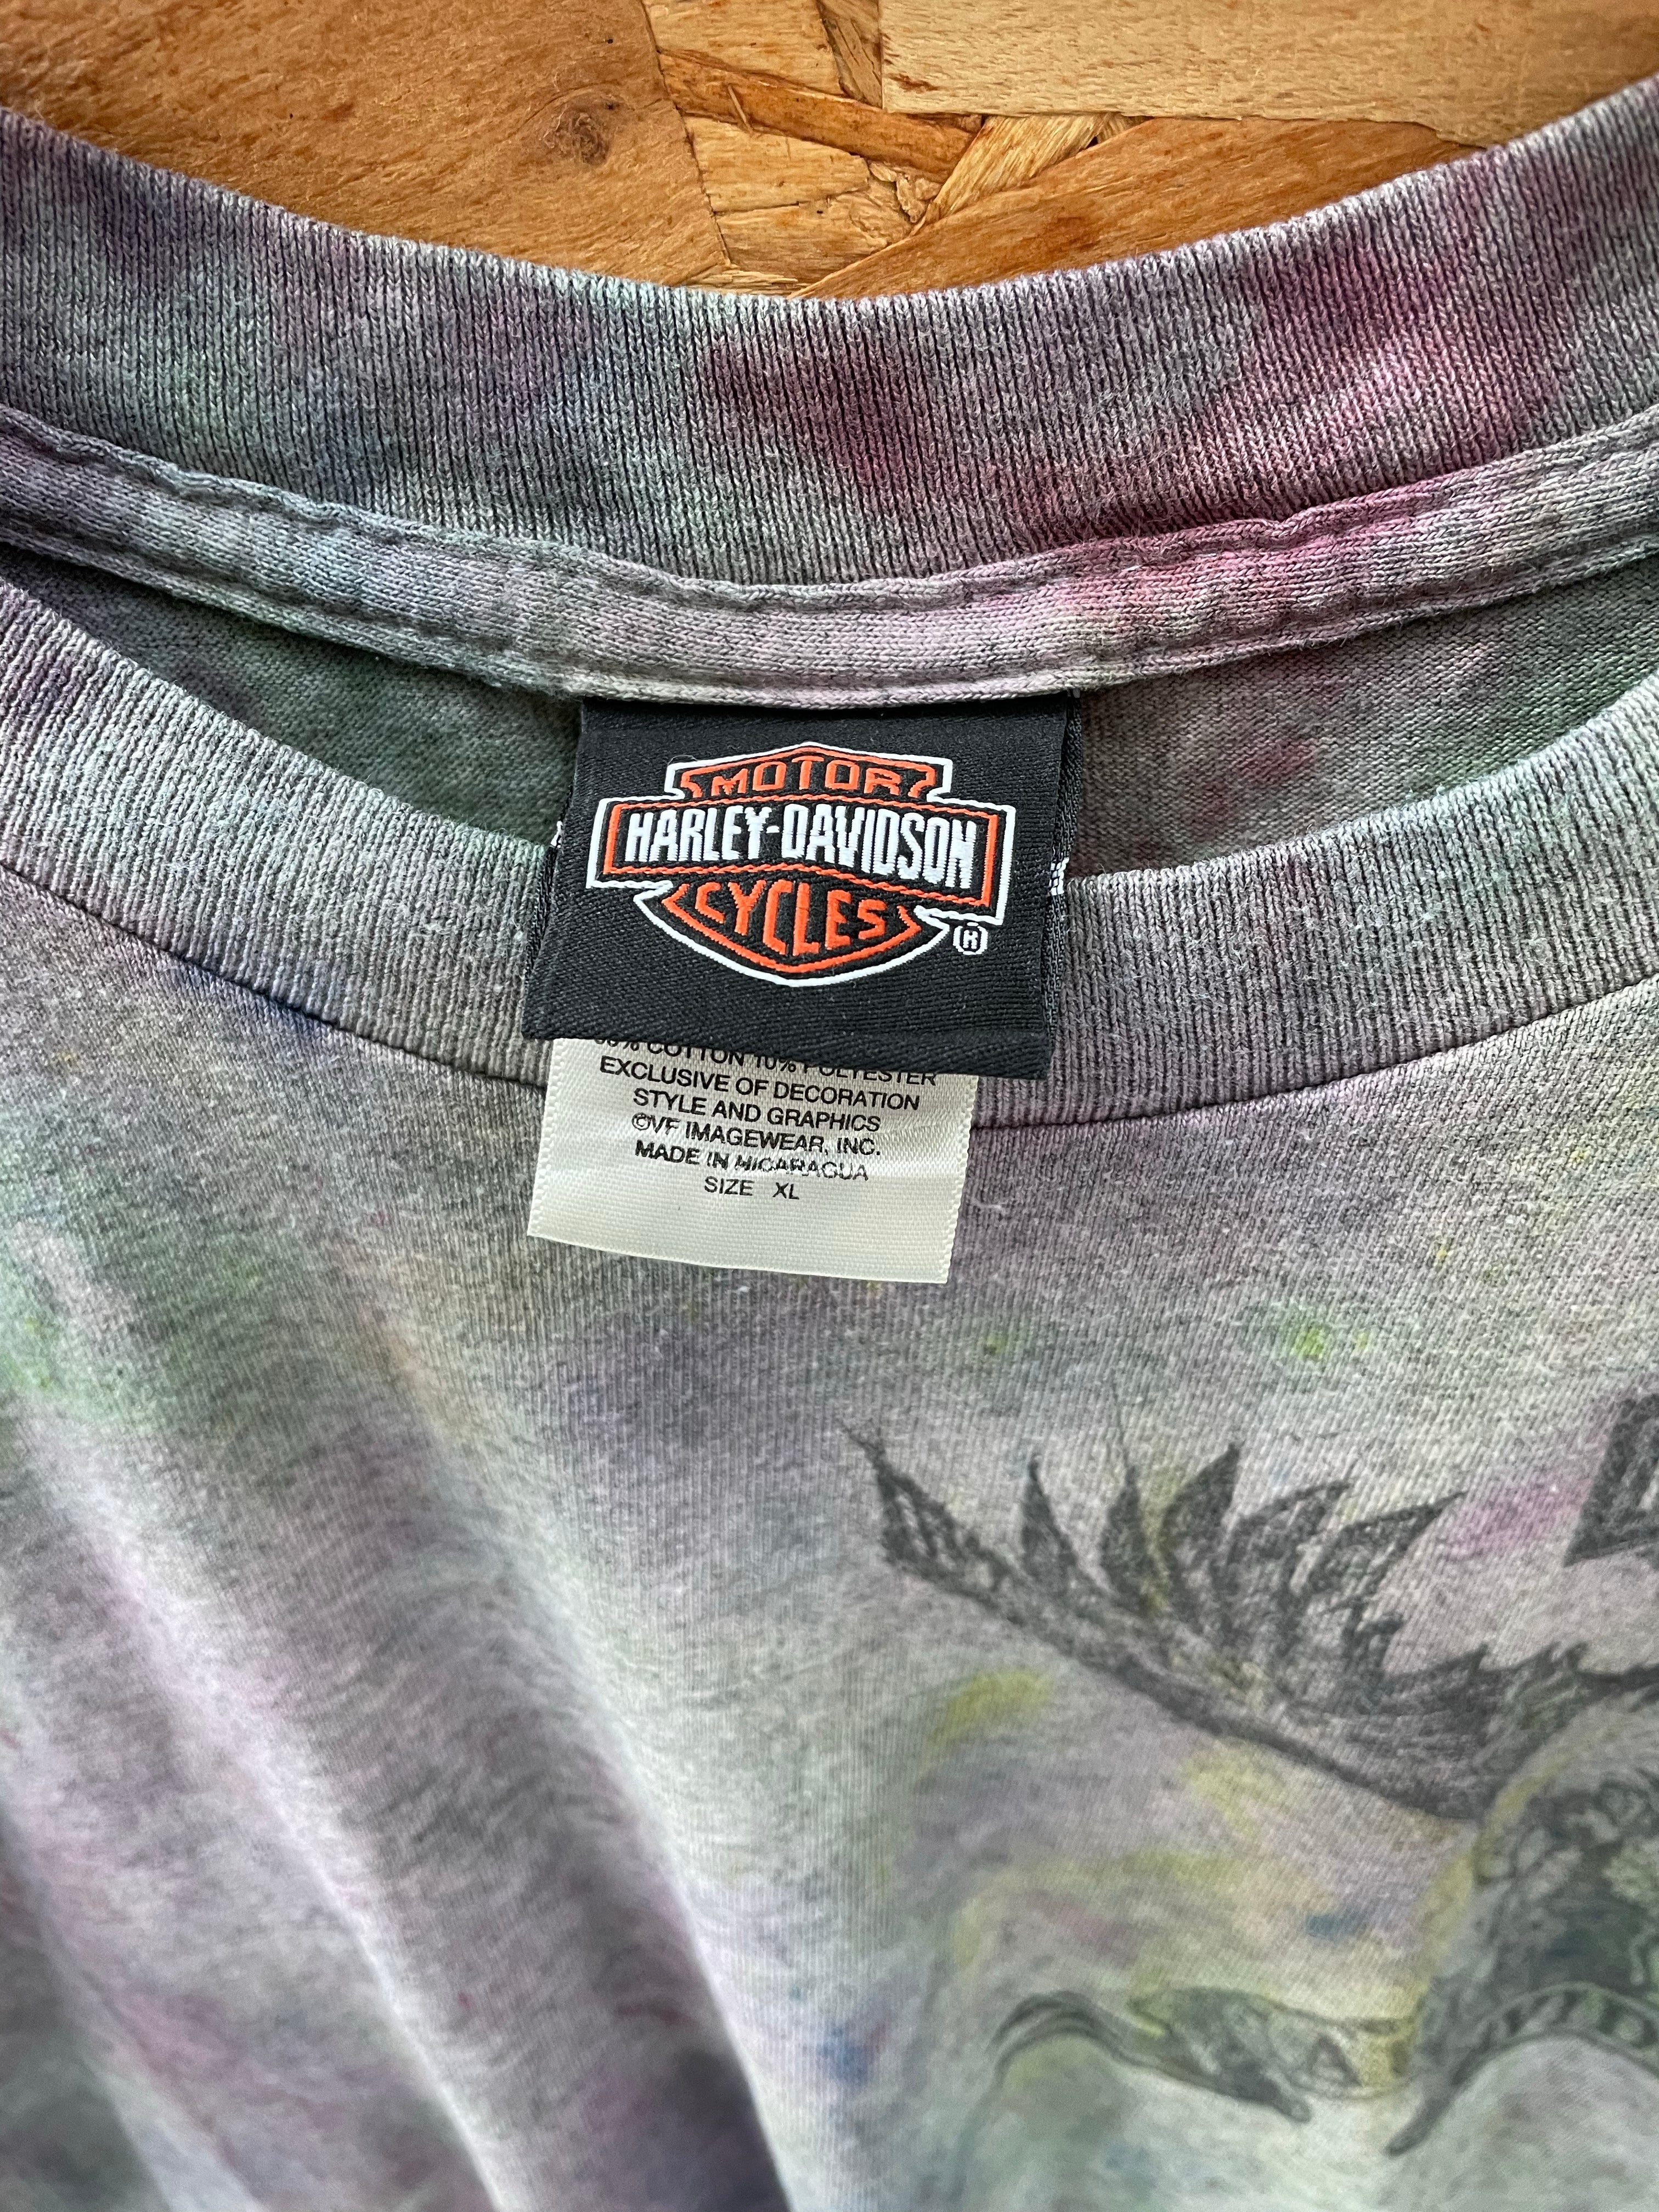 MOTOR
HARLEY-DAVIDSON
CYCLES
®
COTTON 10% POLYESTER
EXCLUSIVE OF DECORATION
STYLE AND GRAPHICS
©VF IMAGEWEAR, INC.
MADE IN NICARAGUA
SIZE XL